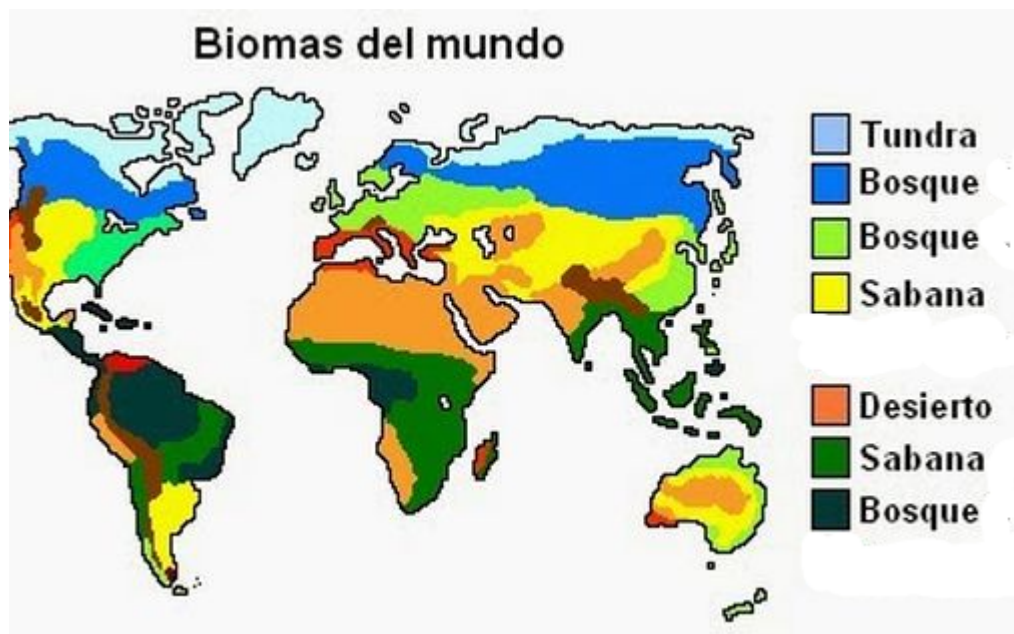 Biomas del mundo
Tundra
Bosque
Bosque
Sabana
Desierto
Sabana
Bosque